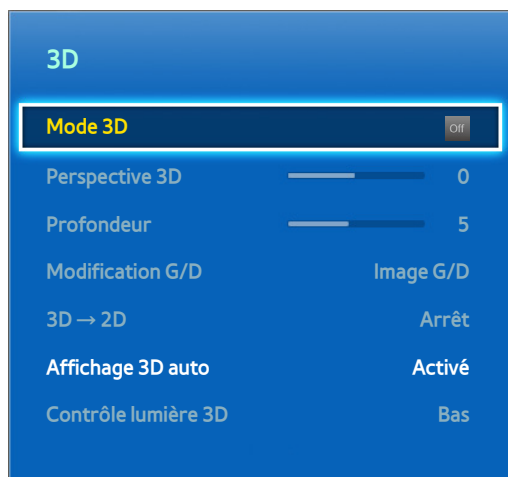 3D
Mode 3D Off
Perspective 3D 0
Profondeur 5
Modification G/D Image G/D
3D → 2D Arrêt
Affichage 3D auto Activé
Contrôle lumière 3D Bas